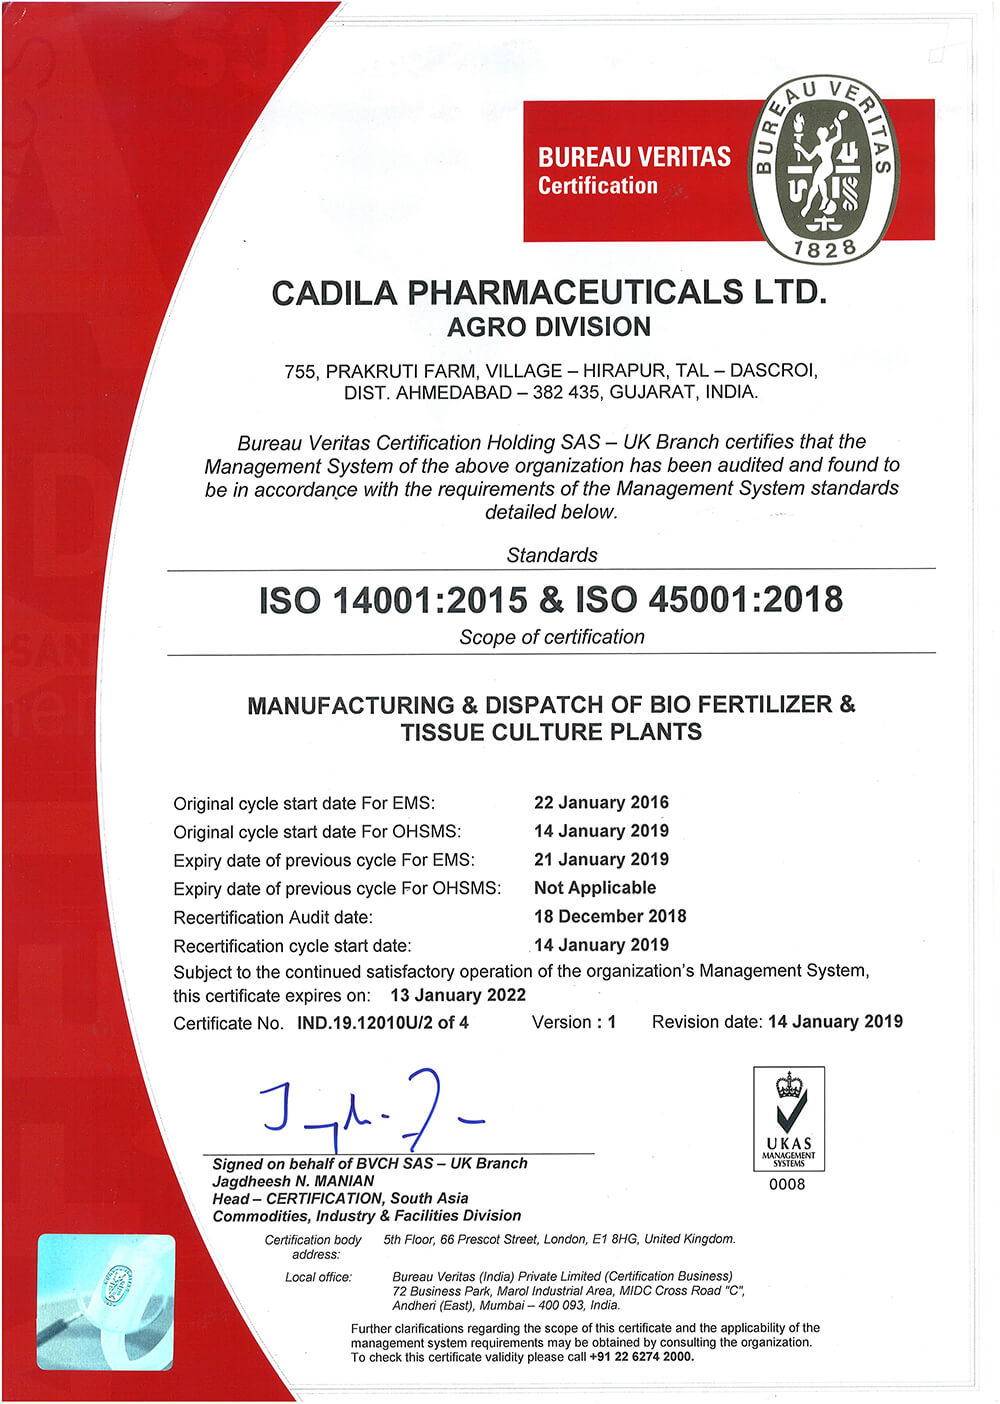 BUREAU VERITAS
Certification
BUREAU VERITAS
1828
CADILA PHARMACEUTICALS LTD.
AGRO DIVISION
755, PRAKRUTI FARM, VILLAGE – HIRAPUR, TAL – DASCROI,
DIST. AHMEDABAD – 382 435, GUJARAT, INDIA.
Bureau Veritas Certification Holding SAS – UK Branch certifies that the
Management System of the above organization has been audited and found to
be in accordance with the requirements of the Management System standards
detailed below.
Standards
ISO 14001:2015 & ISO 45001:2018
Scope of certification
MANUFACTURING & DISPATCH OF BIO FERTILIZER &
TISSUE CULTURE PLANTS
Original cycle start date For EMS: 22 January 2016
Original cycle start date For OHSMS: 14 January 2019
Expiry date of previous cycle For EMS: 21 January 2019
Expiry date of previous cycle For OHSMS: Not Applicable
Recertification Audit date: 18 December 2018
Recertification cycle start date: 14 January 2019
Subject to the continued satisfactory operation of the organization's Management System,
this certificate expires on: 13 January 2022
Certificate No. IND.19.12010U/2 of 4 Version : 1 Revision date: 14 January 2019
Signed on behalf of BVCH SAS – UK Branch
Jagdheesh N. MANIAN
Head – CERTIFICATION, South Asia
Commodities, Industry & Facilities Division
UKAS
MANAGEMENT
SYSTEMS
0008
Certification body address: 5th Floor, 66 Prescot Street, London, E1 8HG, United Kingdom.
Local office: Bureau Veritas (India) Private Limited (Certification Business)
72 Business Park, Marol Industrial Area, MIDC Cross Road "C",
Andheri (East), Mumbai – 400 093, India.
Further clarifications regarding the scope of this certificate and the applicability of the
management system requirements may be obtained by consulting the organization.
To check this certificate validity please call +91 22 6274 2000.